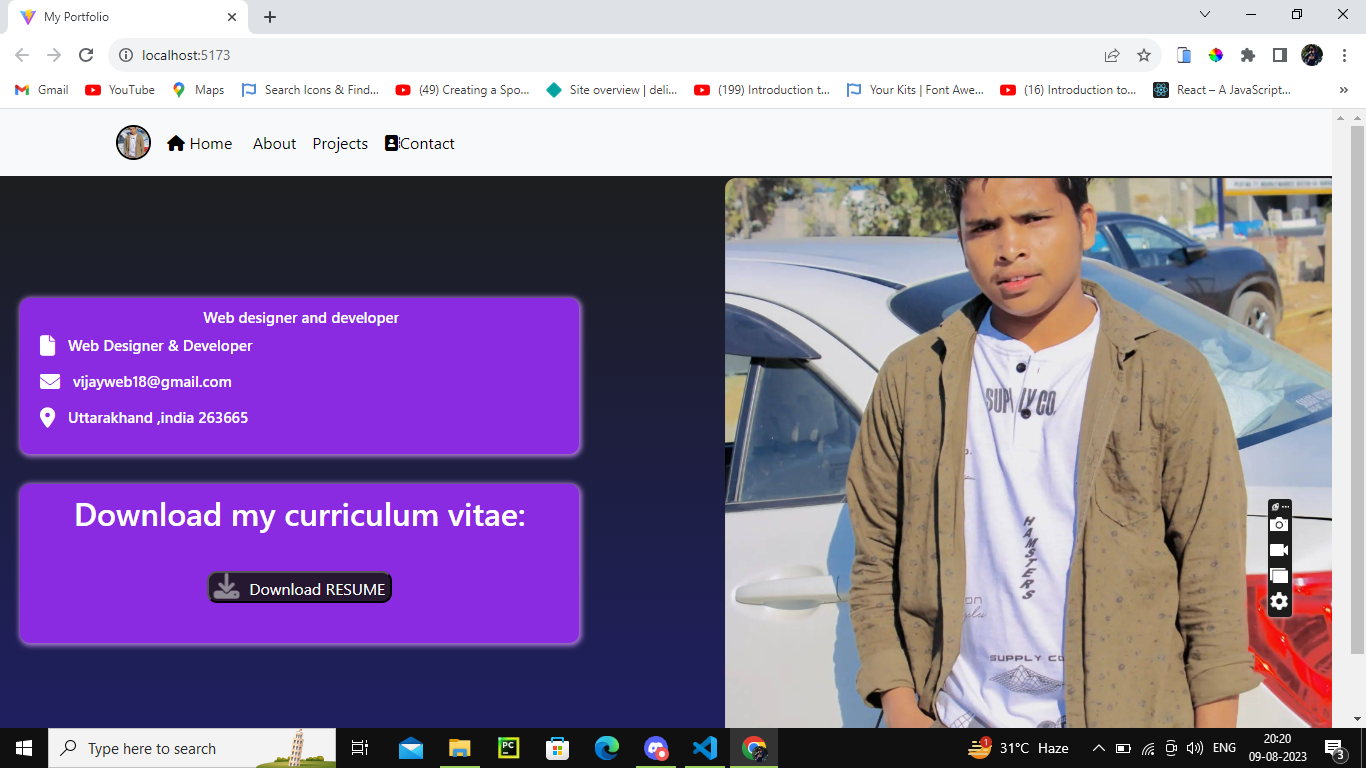 My Portfolio
localhost:5173
Gmail
YouTube
Maps
Search Icons & Find...
(49) Creating a Spo...
Site overview | deli...
(199) Introduction t...
Your Kits | Font Awe...
(16) Introduction to...
React – A JavaScript...
»
Home
About
Projects
Contact
Web designer and developer
Web Designer & Developer
vijayweb18@gmail.com
Uttarakhand ,india 263665
Download my curriculum vitae:
Download RESUME
SUPPLY CO.
HAMSTERS
SUPPLY CO
Type here to search
PC
1
31°C Haze
ENG
20:20
09-08-2023
3